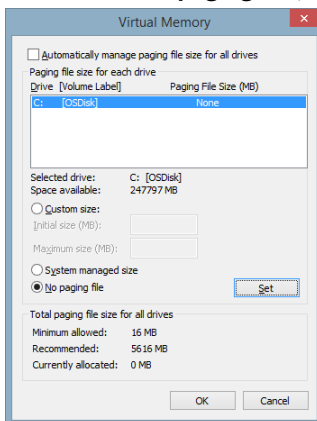 Virtual Memory
Automatically manage paging file size for all drives
Paging file size for each drive
Drive [Volume Label] Paging File Size (MB)
C: [OSDisk] None
Selected drive: C: [OSDisk]
Space available: 247797 MB
Custom size:
Initial size (MB):
Maximum size (MB):
System managed size
No paging file Set
Total paging file size for all drives
Minimum allowed: 16 MB
Recommended: 5616 MB
Currently allocated: 0 MB
OK Cancel